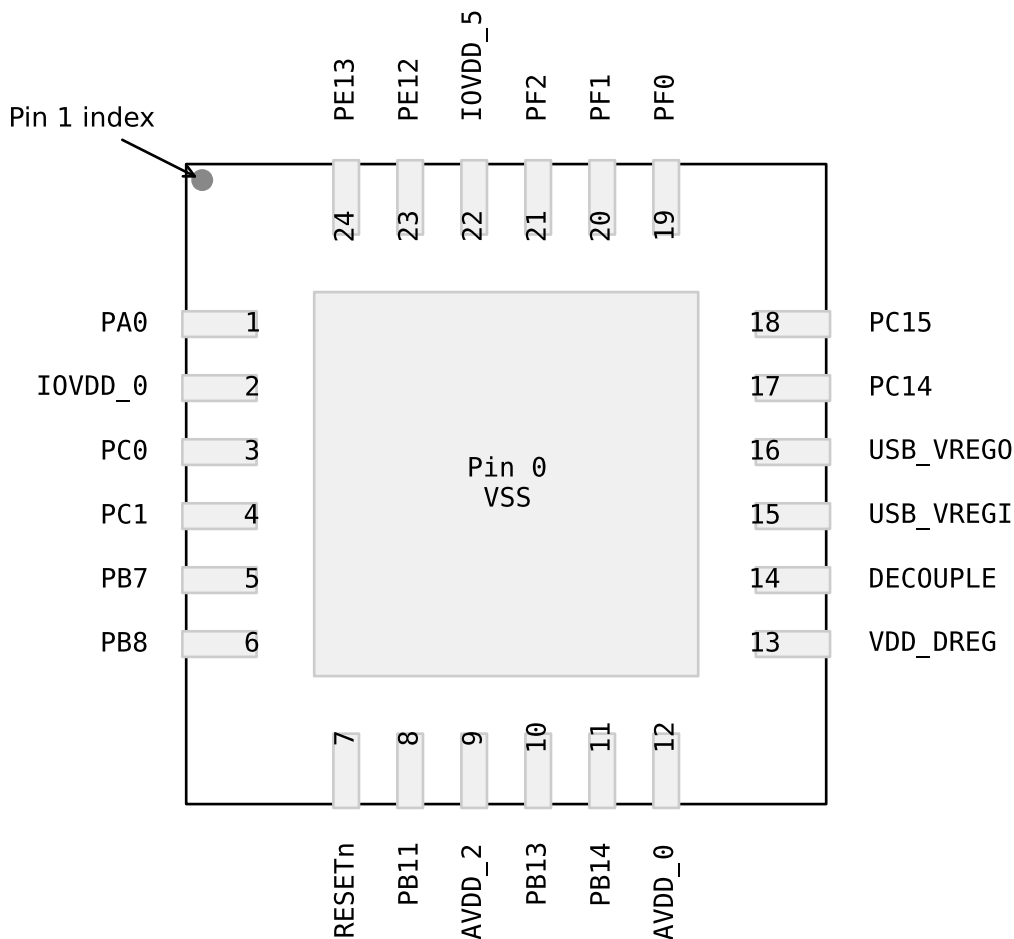 IOVDD_5
PE13
PE12
PF2
PF1
PF0
Pin 1 index
24
23
22
21
20
19
PA0
1
18
PC15
IOVDD_0
2
17
PC14
PC0
3
16
USB_VREGO
Pin 0
VSS
PC1
4
15
USB_VREGI
PB7
5
14
DECOUPLE
PB8
6
13
VDD_DREG
7
8
9
10
11
12
RESETn
PB11
AVDD_2
PB13
PB14
AVDD_0